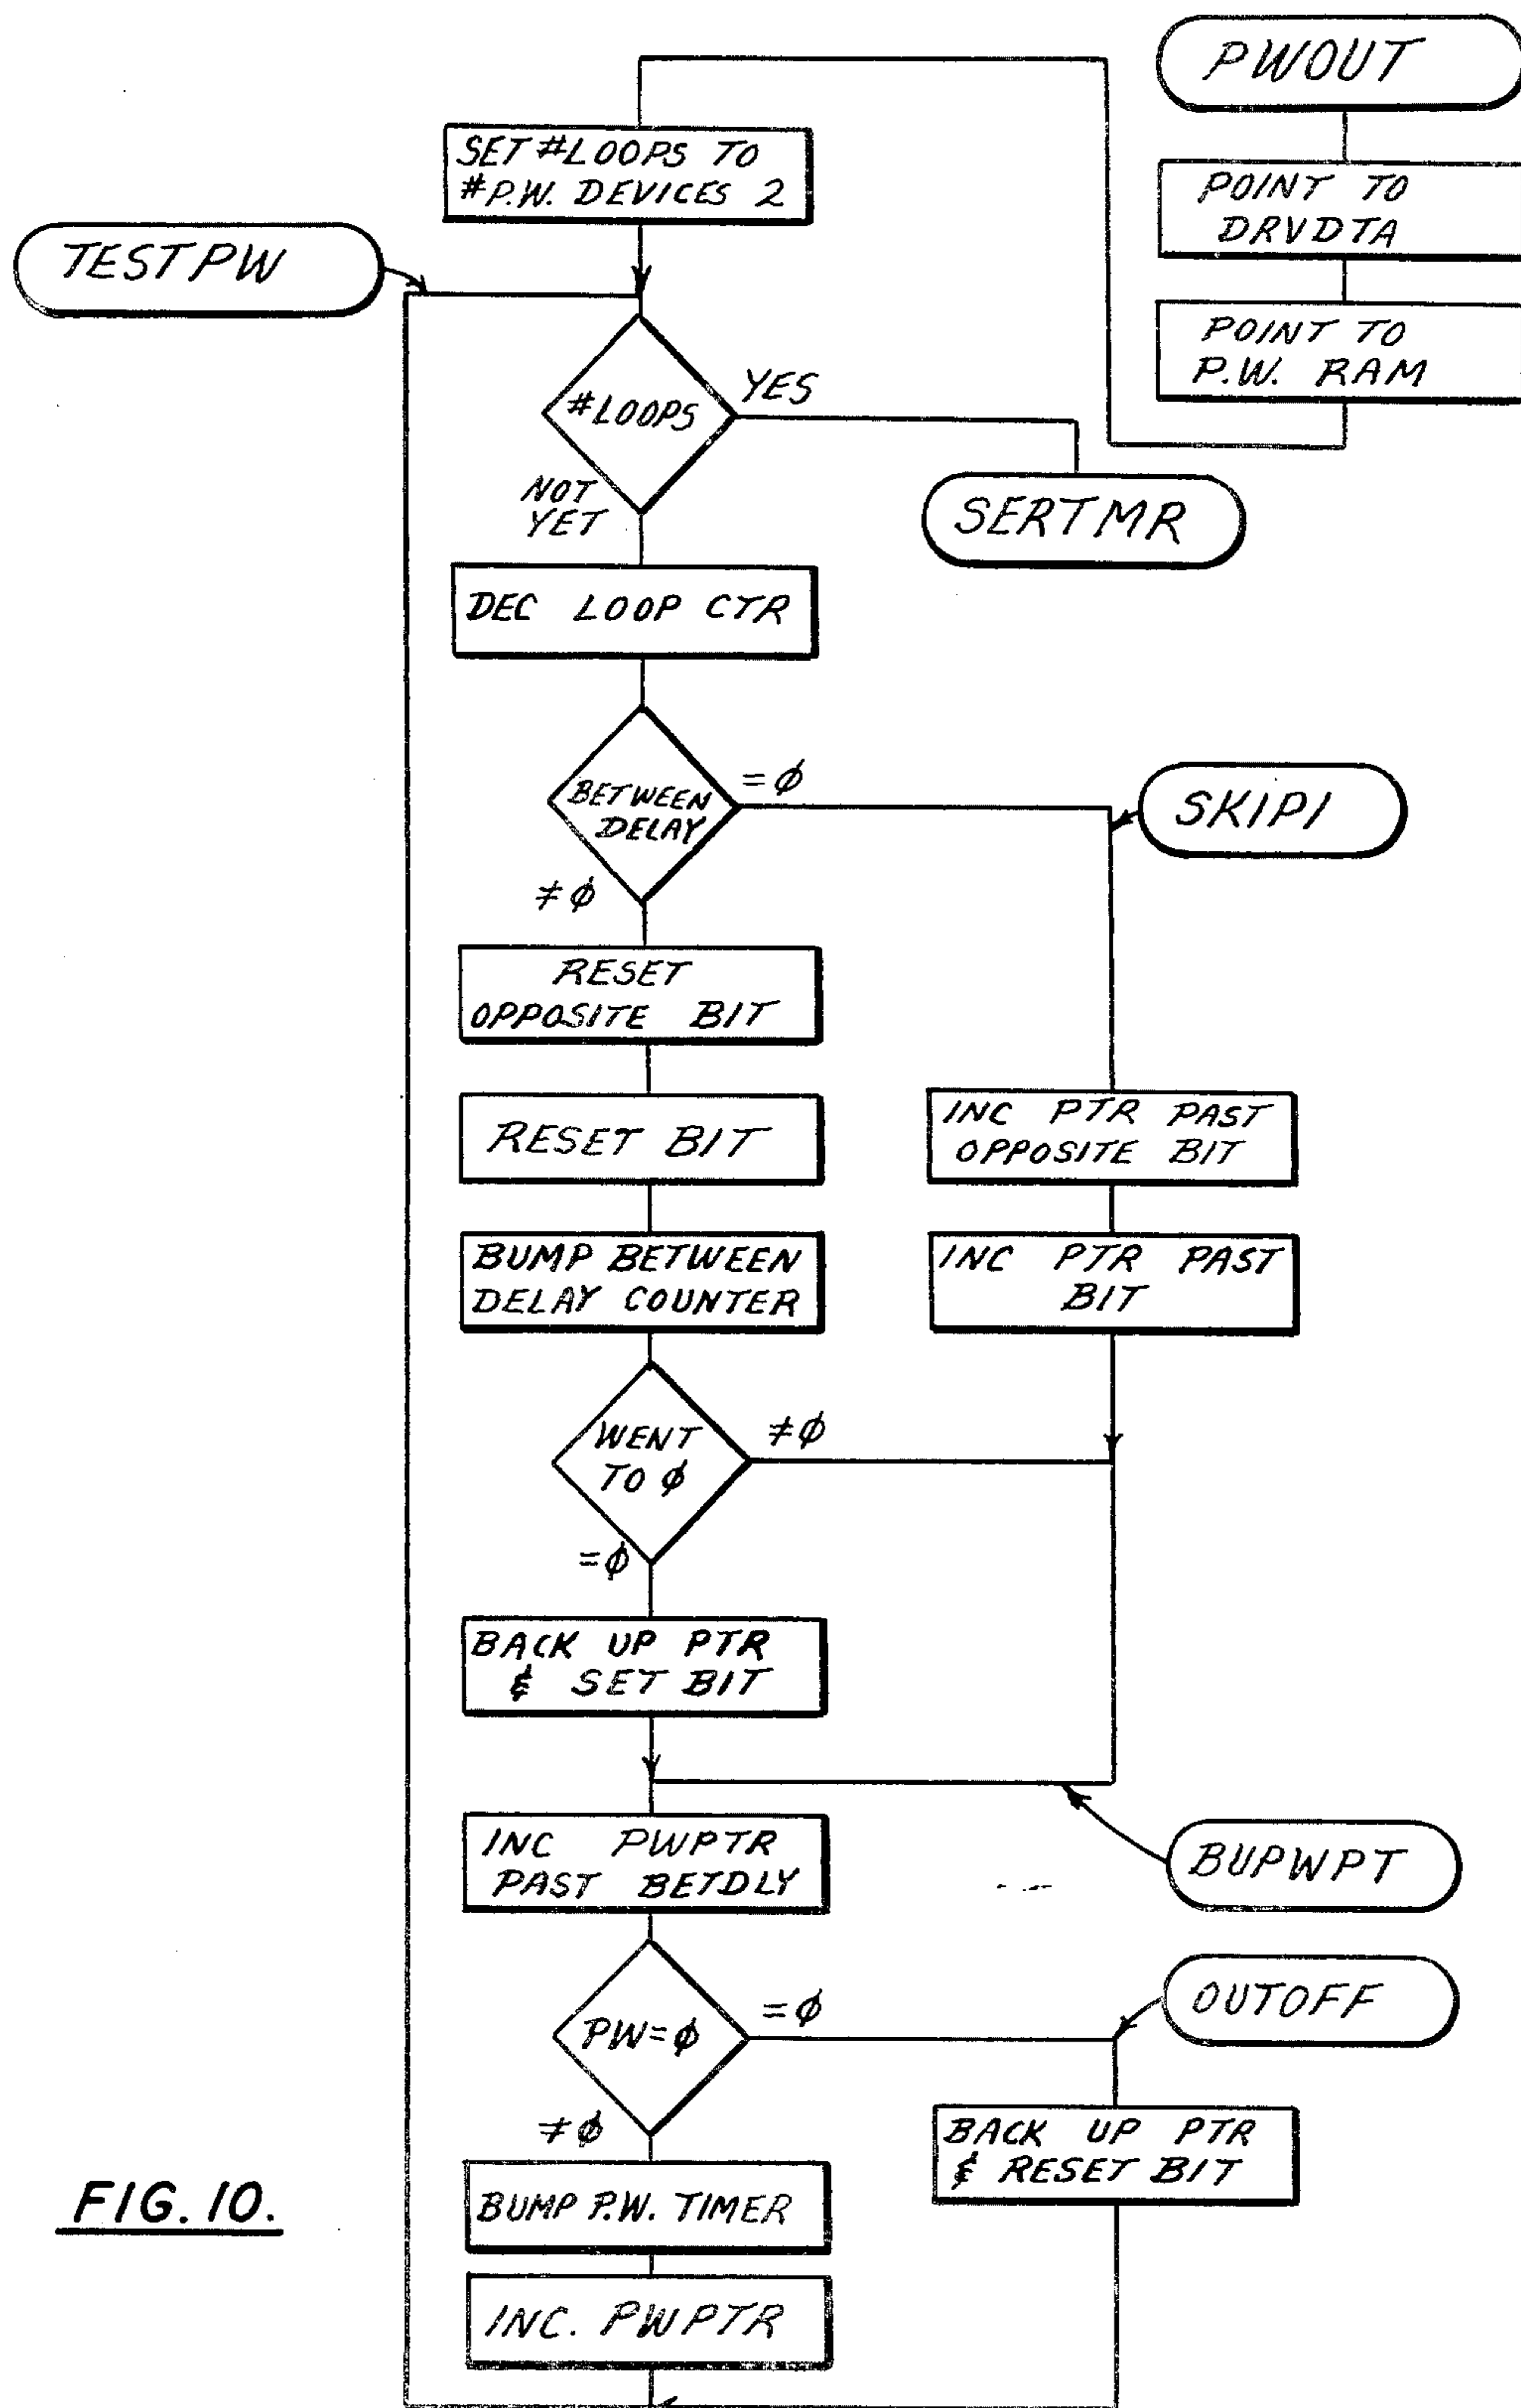 PWOUT
POINT TO
DRVDTA
POINT TO
P.W. RAM
SET #LOOPS TO
#P.W. DEVICES 2
TESTPW
#LOOPS
YES
NOT
YET
SERTMR
DEC LOOP CTR
BETWEEN
DELAY
=φ
≠φ
SKIP1
RESET
OPPOSITE BIT
RESET BIT
BUMP BETWEEN
DELAY COUNTER
INC PTR PAST
OPPOSITE BIT
INC PTR PAST
BIT
WENT
TO φ
≠φ
=φ
BACK UP PTR
& SET BIT
BUPWPT
INC PWPTR
PAST BETDLY
PW=φ
=φ
≠φ
OUTOFF
BACK UP PTR
& RESET BIT
BUMP P.W. TIMER
INC. PWPTR
FIG. 10.